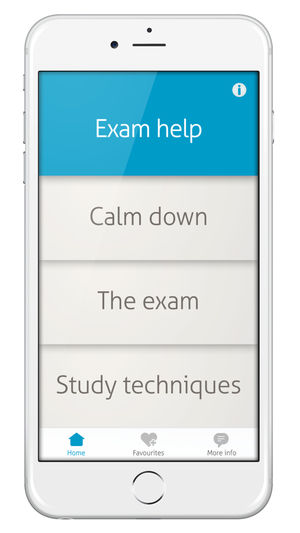 Exam help
Calm down
The exam
Study techniques
Home
Favourites
More info